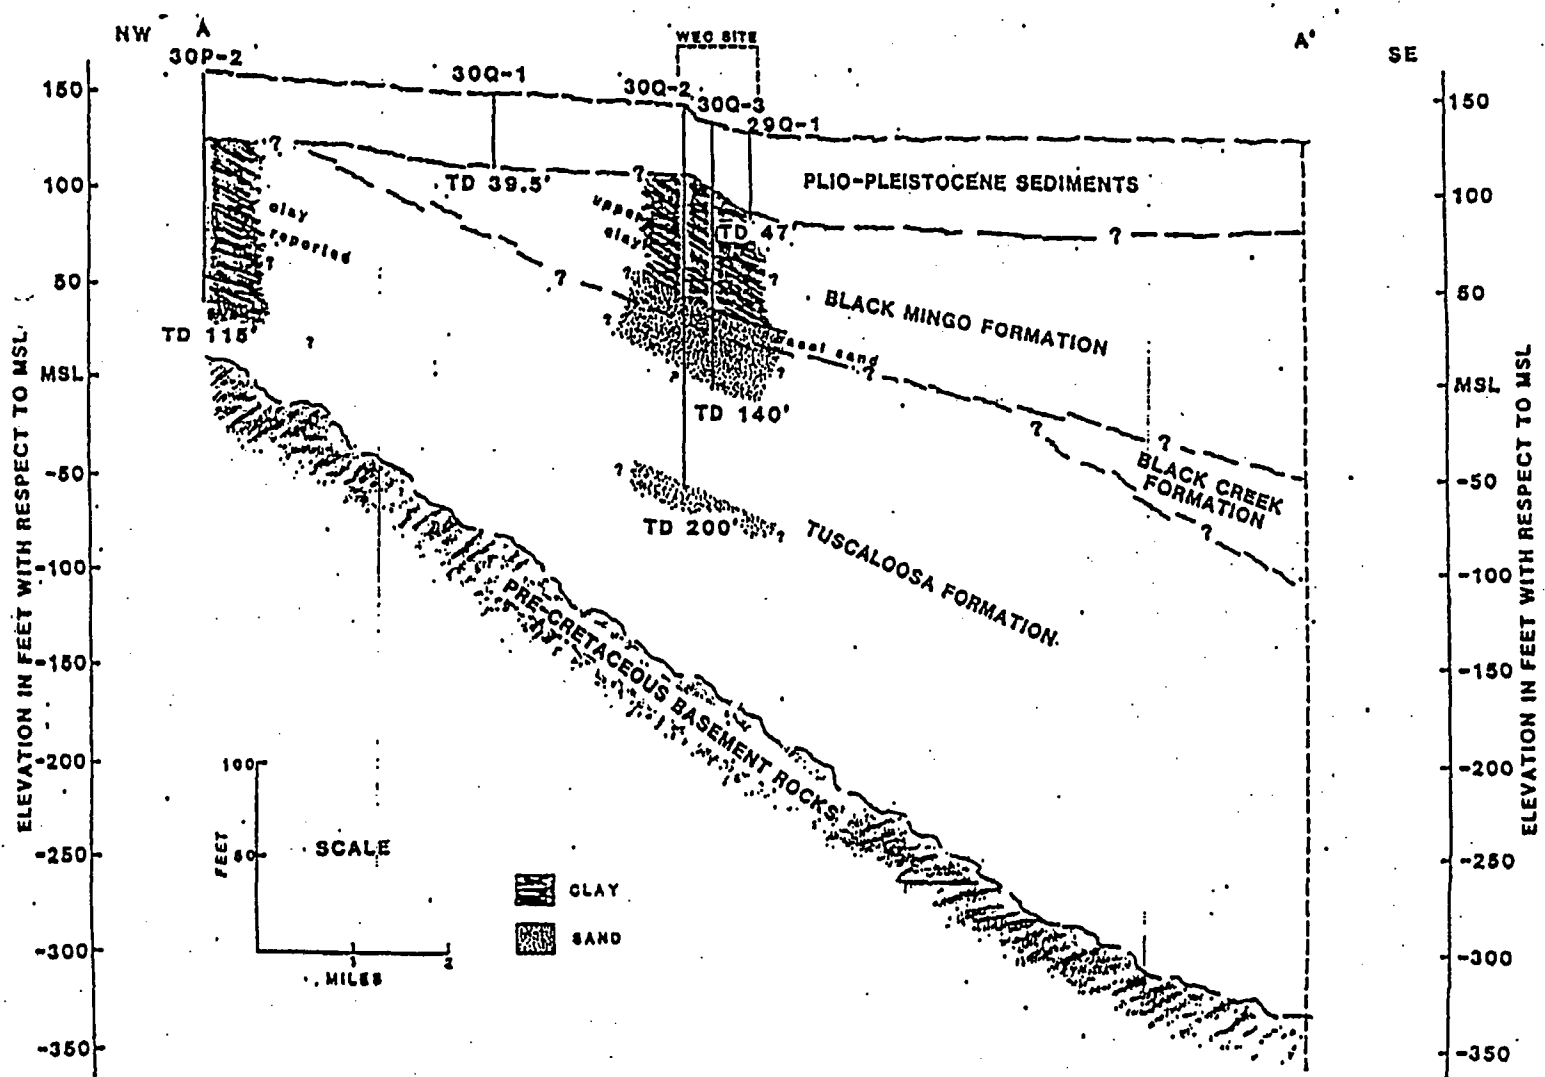 NW
A
WEC SITE
A'
SE
30P-2
30Q-1
30Q-2
30Q-3
29Q-1
150
100
50
MSL
-50
-100
-150
-200
-250
-300
-350
ELEVATION IN FEET WITH RESPECT TO MSL
150
100
50
MSL
-50
-100
-150
-200
-250
-300
-350
ELEVATION IN FEET WITH RESPECT TO MSL
?
TD 39.5'
?
PLIO-PLEISTOCENE SEDIMENTS
clay
reported
?
upper
clay
TD 47'
?
?
?
?
BLACK MINGO FORMATION
TD 115'
?
?
basal sand
?
?
?
TD 140'
?
?
BLACK CREEK
FORMATION
?
?
TD 200'
?
TUSCALOOSA FORMATION
PRE-CRETACEOUS BASEMENT ROCKS
100
50
FEET
SCALE
1
2
MILES
CLAY
SAND